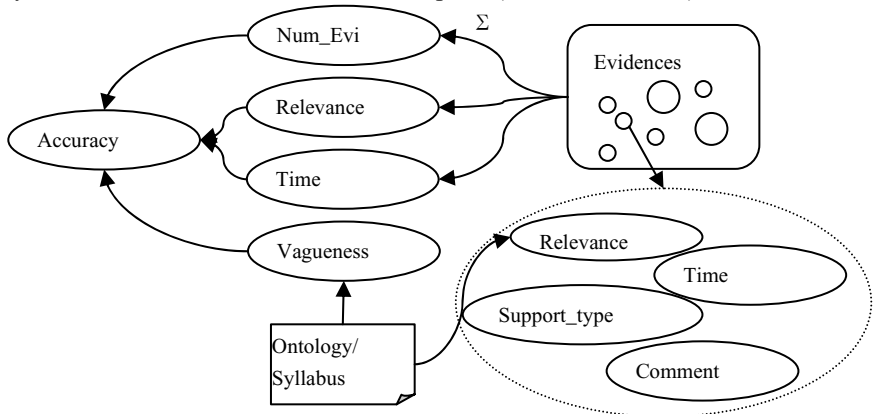 Num_Evi
Σ
Evidences
Relevance
Accuracy
Time
Vagueness
Relevance
Time
Support_type
Ontology/
Syllabus
Comment